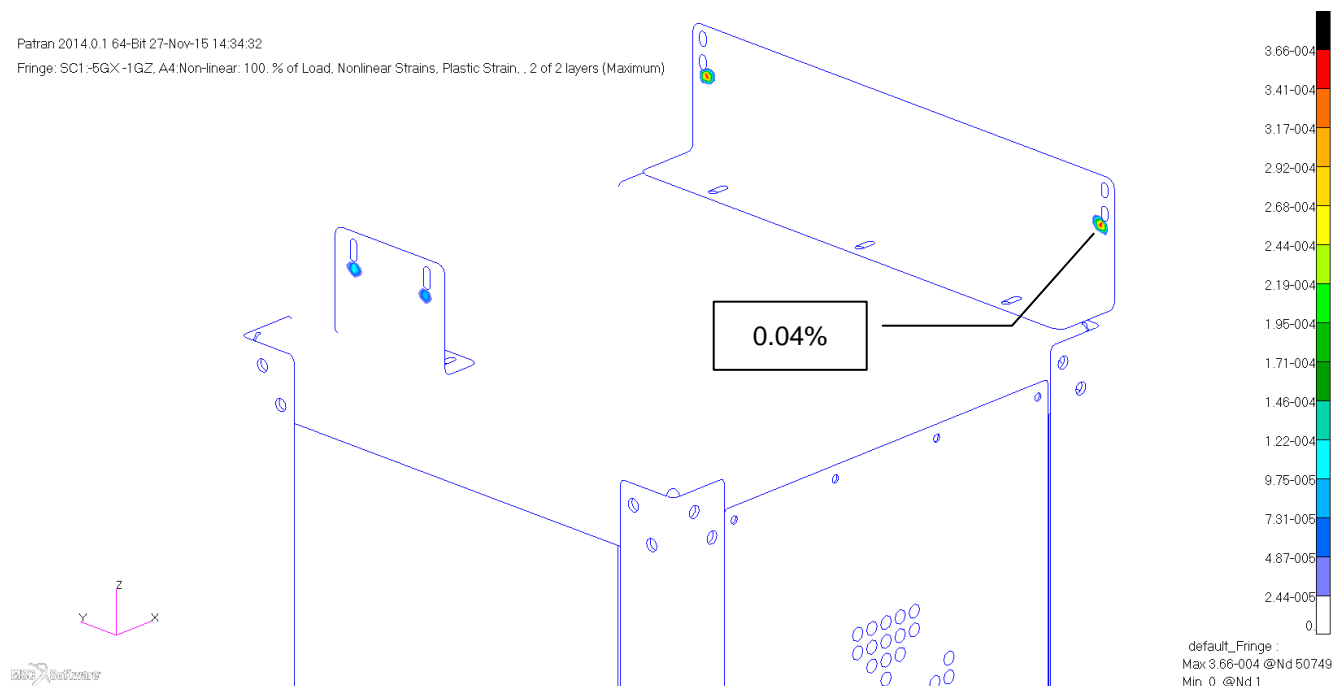 Patran 2014.0.1 64-Bit 27-Nov-15 14:34:32
Fringe: SC1:-5GX -1GZ, A4:Non-linear: 100. % of Load, Nonlinear Strains, Plastic Strain, , 2 of 2 layers (Maximum)
3.66-004
3.41-004
3.17-004
2.92-004
2.68-004
2.44-004
2.19-004
1.95-004
1.71-004
1.46-004
1.22-004
9.75-005
7.31-005
4.87-005
2.44-005
0.
0.04%
Z
Y
X
MSC Software
default_Fringe :
Max 3.66-004 @Nd 50749
Min 0. @Nd 1